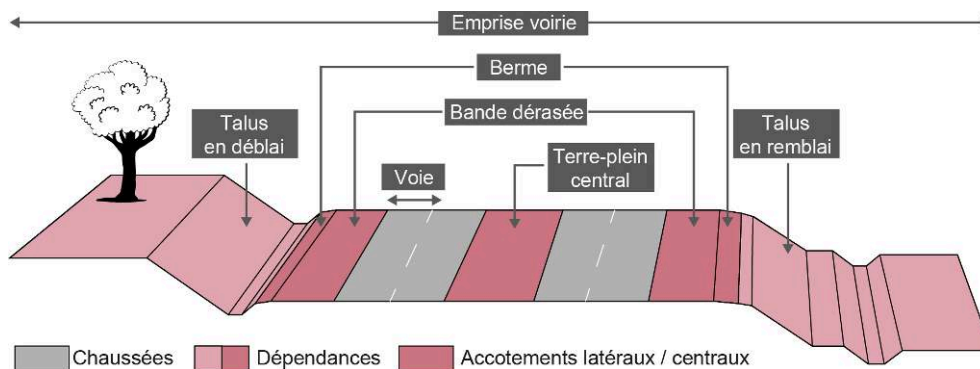 Emprise voirie
Berme
Bande dérasée
Talus
en déblai
Voie
Terre-plein
central
Talus
en remblai
Chaussées
Dépendances
Accotements latéraux / centraux